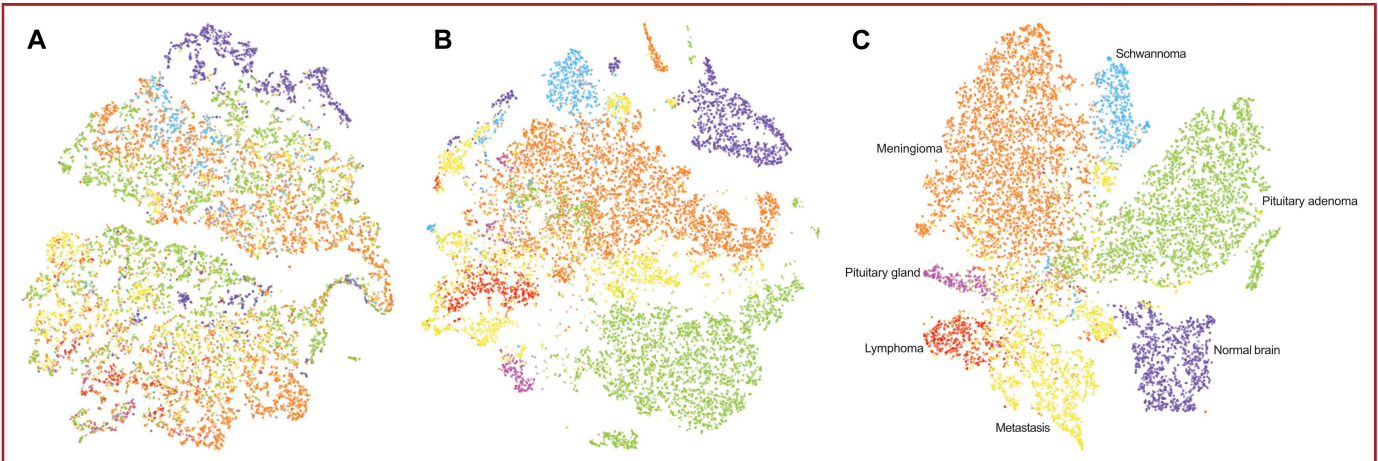 A
B
C
Schwannoma
Meningioma
Pituitary adenoma
Pituitary gland
Lymphoma
Normal brain
Metastasis